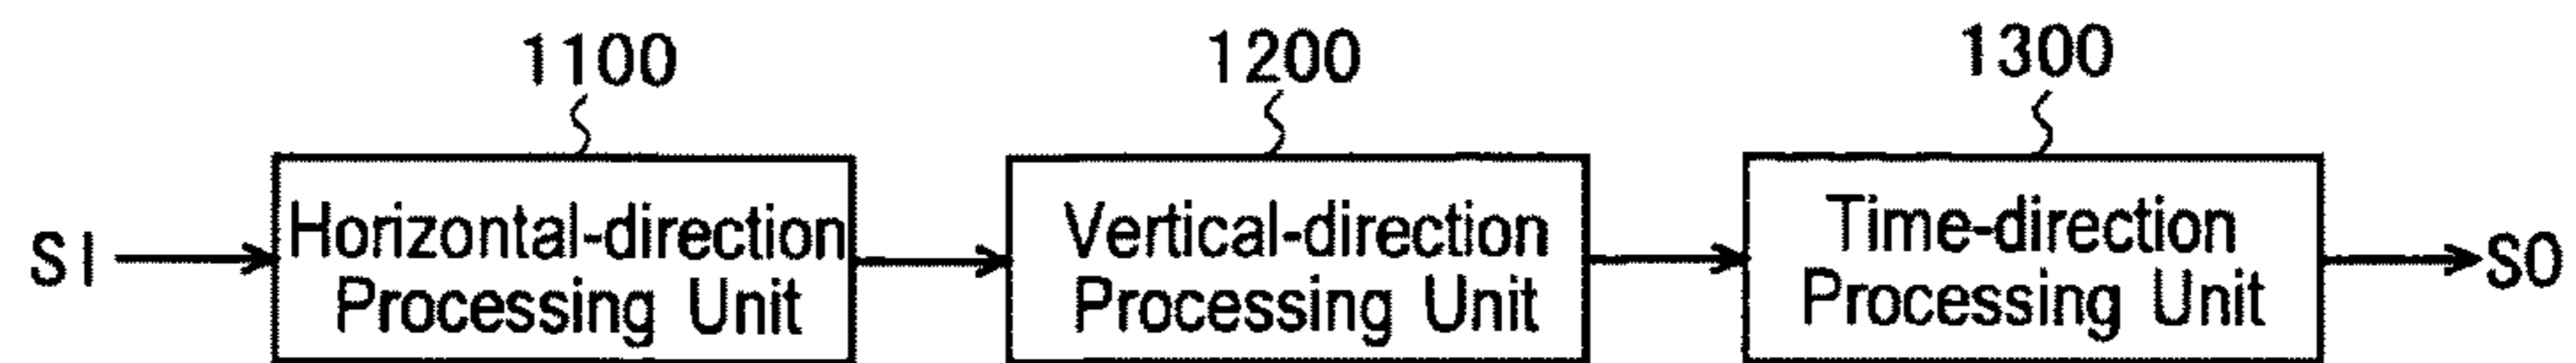 1100
1200
1300
SI
Horizontal-direction
Processing Unit
Vertical-direction
Processing Unit
Time-direction
Processing Unit
SO